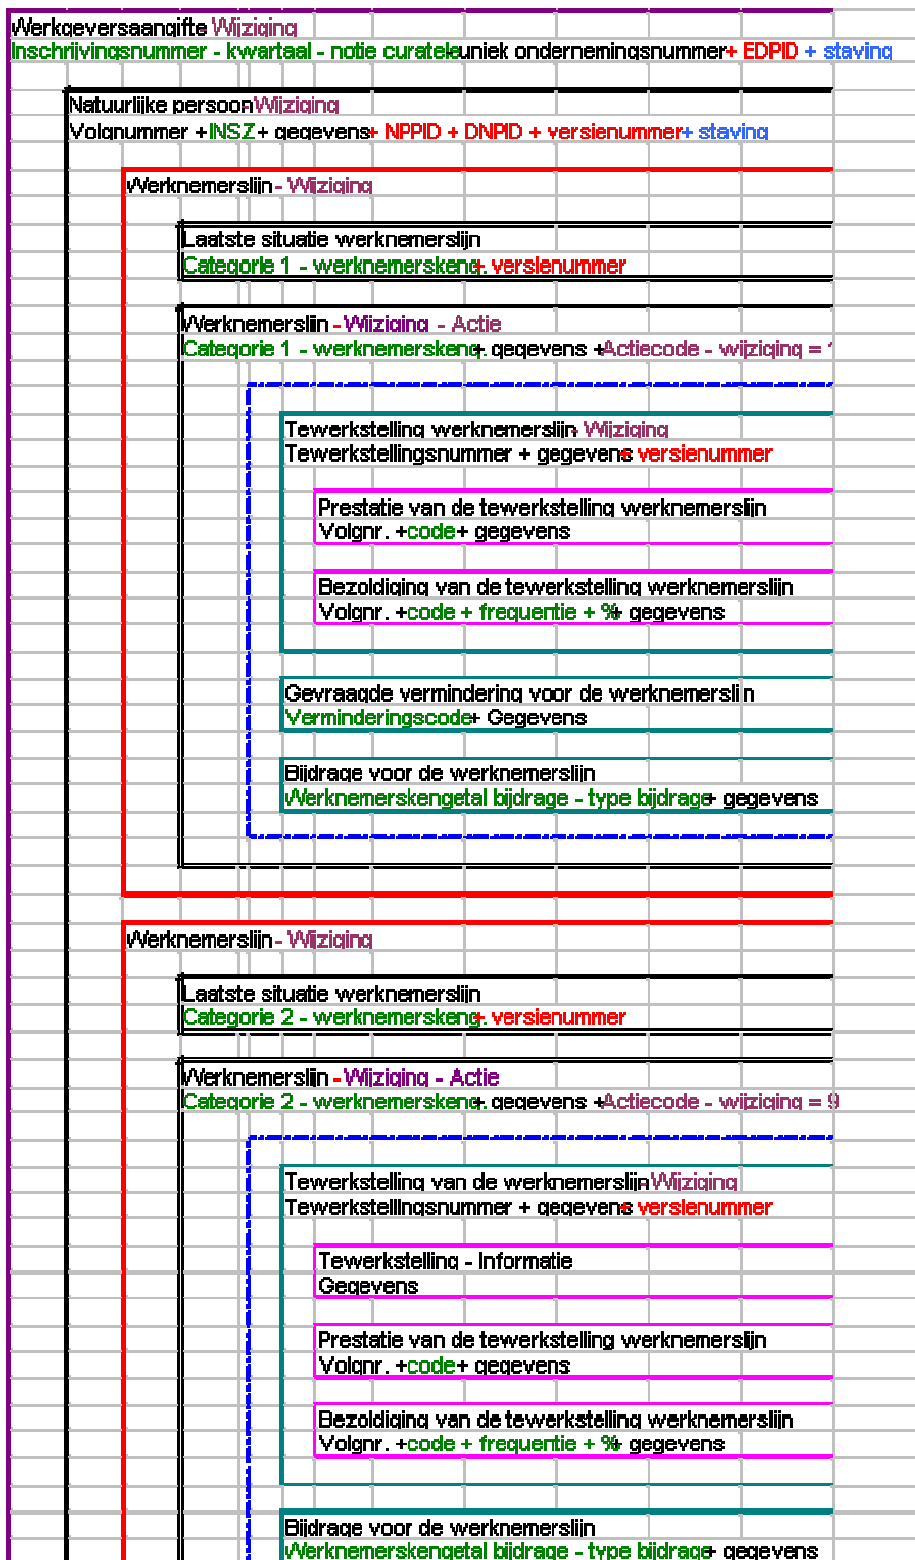 Werkgeversaangifte Wijziging
Inschrijvingsnummer - kwartaal - notie curatele uniek ondernemingsnummer + EDPID + staving
Natuurlijke persoon Wijziging
Volgnummer + INSZ + gegevens + NPPID + DNPID + versienummer + staving
Werknemerslijn - Wijziging
Laatste situatie werknemerslijn
Categorie 1 - werknemerskeng. + versienummer
Werknemerslijn - Wijziging - Actie
Categorie 1 - werknemerskeng. + gegevens + Actiecode - wijziging =
Tewerkstelling werknemerslijn - Wijziging
Tewerkstellingsnummer + gegevens + versienummer
Prestatie van de tewerkstelling werknemerslijn
Volgnr. + code + gegevens
Bezoldiging van de tewerkstelling werknemerslijn
Volgnr. + code + frequentie + % + gegevens
Gevraagde vermindering voor de werknemerslijn
Verminderingscode + Gegevens
Bijdrage voor de werknemerslijn
Werknemerskengetal bijdrage - type bijdrage + gegevens
Werknemerslijn - Wijziging
Laatste situatie werknemerslijn
Categorie 2 - werknemerskeng. + versienummer
Werknemerslijn - Wijziging - Actie
Categorie 2 - werknemerskeng. + gegevens + Actiecode - wijziging = 9
Tewerkstelling van de werknemerslijn Wijziging
Tewerkstellingsnummer + gegevens + versienummer
Tewerkstelling - Informatie
Gegevens
Prestatie van de tewerkstelling werknemerslijn
Volgnr. + code + gegevens
Bezoldiging van de tewerkstelling werknemerslijn
Volgnr. + code + frequentie + % + gegevens
Bijdrage voor de werknemerslijn
Werknemerskengetal bijdrage - type bijdrage + gegevens